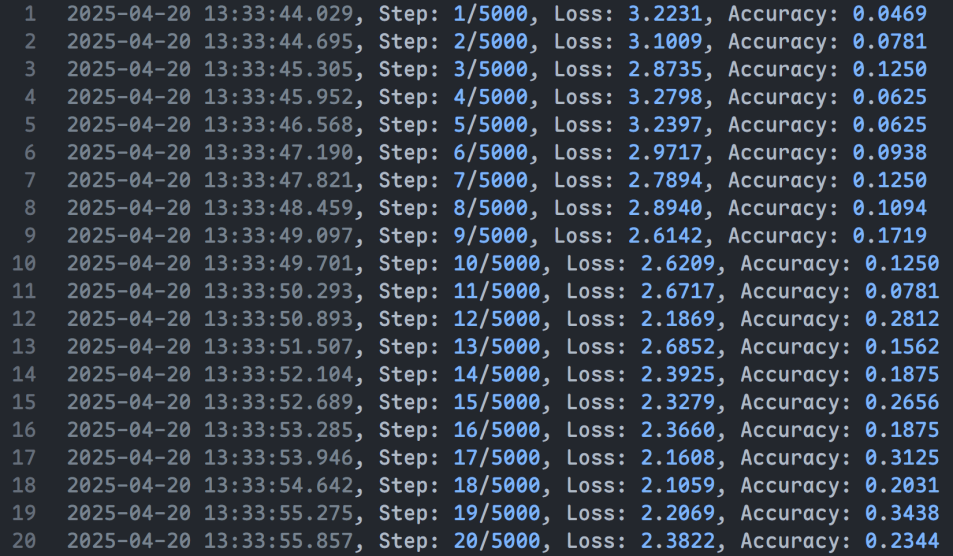 1 2025-04-20 13:33:44.029, Step: 1/5000, Loss: 3.2231, Accuracy: 0.0469
2 2025-04-20 13:33:44.695, Step: 2/5000, Loss: 3.1009, Accuracy: 0.0781
3 2025-04-20 13:33:45.305, Step: 3/5000, Loss: 2.8735, Accuracy: 0.1250
4 2025-04-20 13:33:45.952, Step: 4/5000, Loss: 3.2798, Accuracy: 0.0625
5 2025-04-20 13:33:46.568, Step: 5/5000, Loss: 3.2397, Accuracy: 0.0625
6 2025-04-20 13:33:47.190, Step: 6/5000, Loss: 2.9717, Accuracy: 0.0938
7 2025-04-20 13:33:47.821, Step: 7/5000, Loss: 2.7894, Accuracy: 0.1250
8 2025-04-20 13:33:48.459, Step: 8/5000, Loss: 2.8940, Accuracy: 0.1094
9 2025-04-20 13:33:49.097, Step: 9/5000, Loss: 2.6142, Accuracy: 0.1719
10 2025-04-20 13:33:49.701, Step: 10/5000, Loss: 2.6209, Accuracy: 0.1250
11 2025-04-20 13:33:50.293, Step: 11/5000, Loss: 2.6717, Accuracy: 0.0781
12 2025-04-20 13:33:50.893, Step: 12/5000, Loss: 2.1869, Accuracy: 0.2812
13 2025-04-20 13:33:51.507, Step: 13/5000, Loss: 2.6852, Accuracy: 0.1562
14 2025-04-20 13:33:52.104, Step: 14/5000, Loss: 2.3925, Accuracy: 0.1875
15 2025-04-20 13:33:52.689, Step: 15/5000, Loss: 2.3279, Accuracy: 0.2656
16 2025-04-20 13:33:53.285, Step: 16/5000, Loss: 2.3660, Accuracy: 0.1875
17 2025-04-20 13:33:53.946, Step: 17/5000, Loss: 2.1608, Accuracy: 0.3125
18 2025-04-20 13:33:54.642, Step: 18/5000, Loss: 2.1059, Accuracy: 0.2031
19 2025-04-20 13:33:55.275, Step: 19/5000, Loss: 2.2069, Accuracy: 0.3438
20 2025-04-20 13:33:55.857, Step: 20/5000, Loss: 2.3822, Accuracy: 0.2344